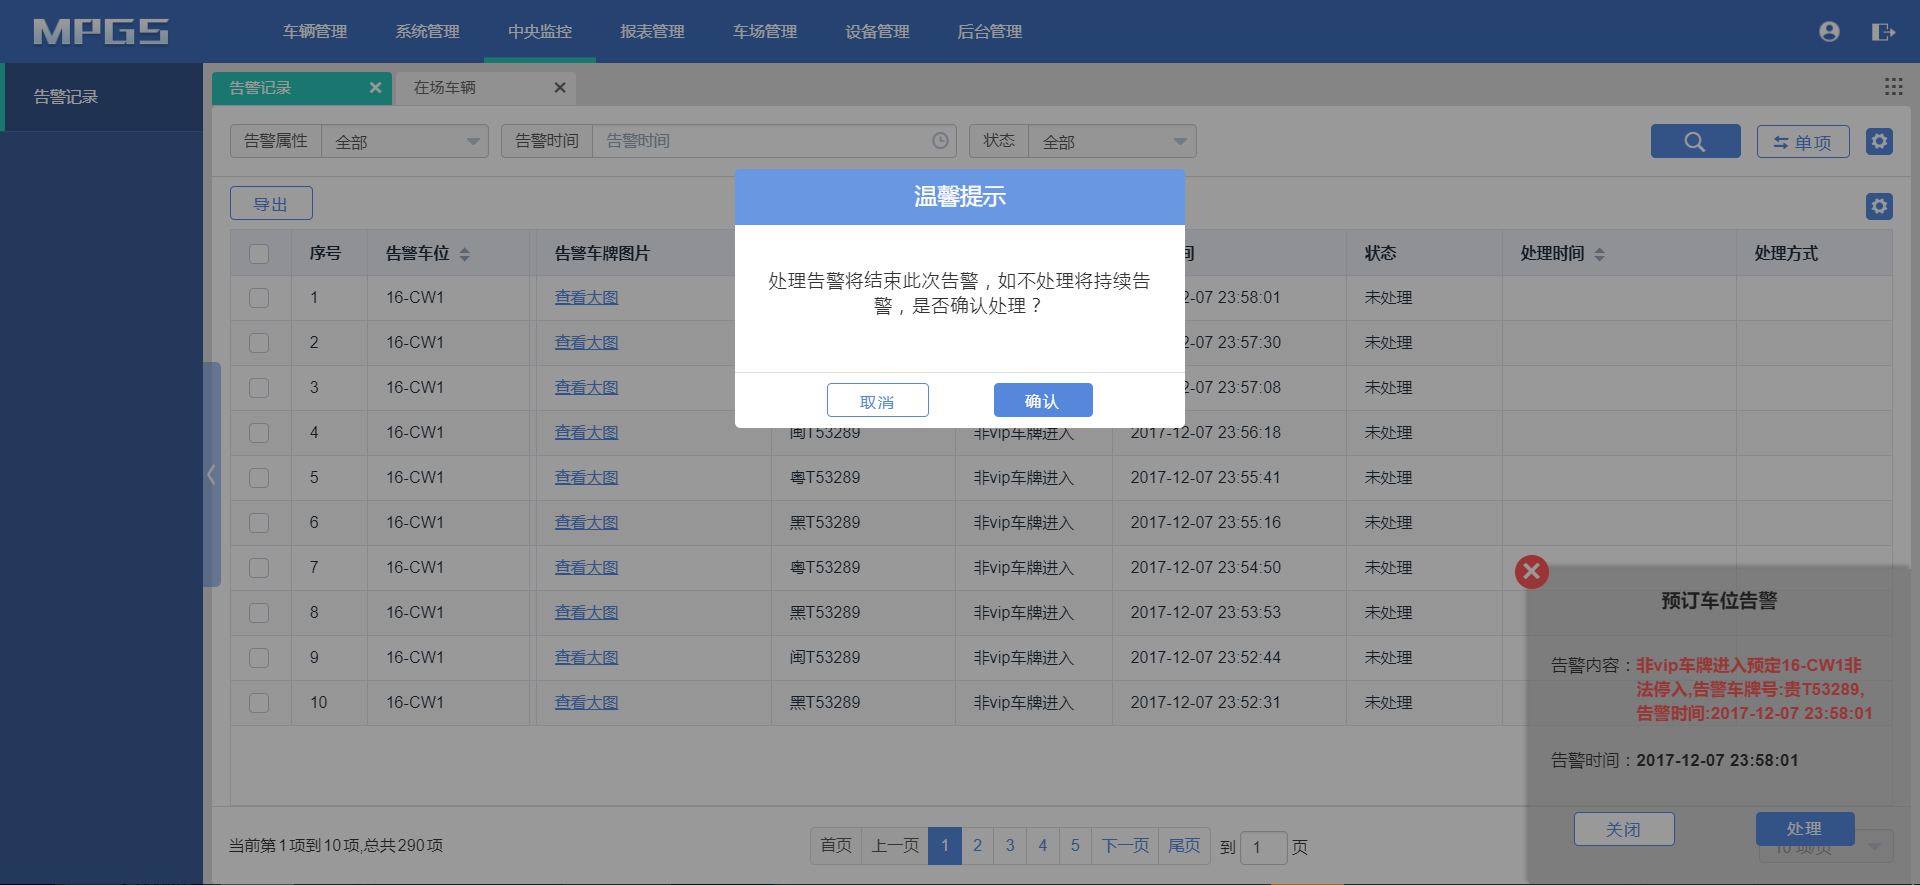 MPGS 车辆管理 系统管理 中央监控 报表管理 车场管理 设备管理 后台管理
告警记录
告警记录 在场车辆
告警属性 全部 告警时间 告警时间 状态 全部 单项
导出
序号 告警车位 告警车牌图片 间 状态 处理时间 处理方式
1 16-CW1 查看大图 2-07 23:58:01 未处理
2 16-CW1 查看大图 2-07 23:57:30 未处理
3 16-CW1 查看大图 2-07 23:57:08 未处理
4 16-CW1 查看大图 闽T53289 非vip车牌进入 2017-12-07 23:56:18 未处理
5 16-CW1 查看大图 粤T53289 非vip车牌进入 2017-12-07 23:55:41 未处理
6 16-CW1 查看大图 黑T53289 非vip车牌进入 2017-12-07 23:55:16 未处理
7 16-CW1 查看大图 粤T53289 非vip车牌进入 2017-12-07 23:54:50 未处理
8 16-CW1 查看大图 黑T53289 非vip车牌进入 2017-12-07 23:53:53 未处理
9 16-CW1 查看大图 闽T53289 非vip车牌进入 2017-12-07 23:52:44 未处理
10 16-CW1 查看大图 黑T53289 非vip车牌进入 2017-12-07 23:52:31 未处理
当前第1项到10项,总共290项 首页 上一页 1 2 3 4 5 下一页 尾页 到 1 页 10 项/页
温馨提示
处理告警将结束此次告警，如不处理将持续告
警，是否确认处理？
取消 确认
预订车位告警
告警内容：非vip车牌进入预定16-CW1非
法停入,告警车牌号:贵T53289,
告警时间:2017-12-07 23:58:01
告警时间：2017-12-07 23:58:01
关闭 处理